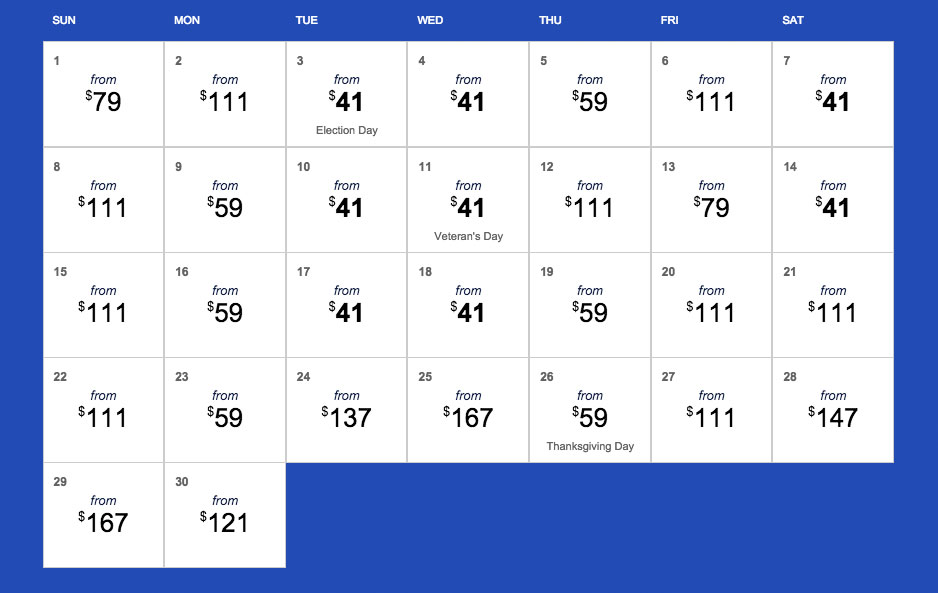 SUN MON TUE WED THU FRI SAT
1 2 3 4 5 6 7
from from from from from from from
$79 $111 $41 $41 $59 $111 $41
Election Day
8 9 10 11 12 13 14
from from from from from from from
$111 $59 $41 $41 $111 $79 $41
Veteran's Day
15 16 17 18 19 20 21
from from from from from from from
$111 $59 $41 $41 $59 $111 $111
22 23 24 25 26 27 28
from from from from from from from
$111 $59 $137 $167 $59 $111 $147
Thanksgiving Day
29 30
from from
$167 $121